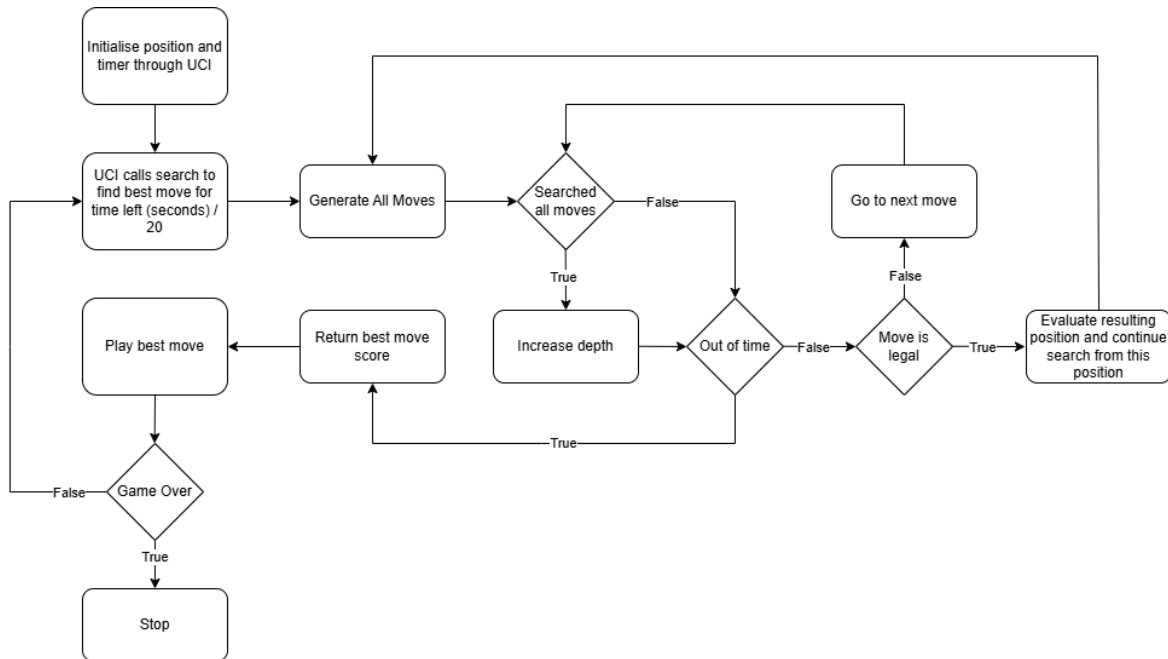 Initialise position and
timer through UCI
UCI calls search to
find best move for
time left (seconds) /
20
Generate All Moves
Searched
all moves
False
Go to next move
True
False
Play best move
Return best move
score
Increase depth
Out of time
False
Move is
legal
True
Evaluate resulting
position and continue
search from this
position
True
False
Game Over
True
Stop